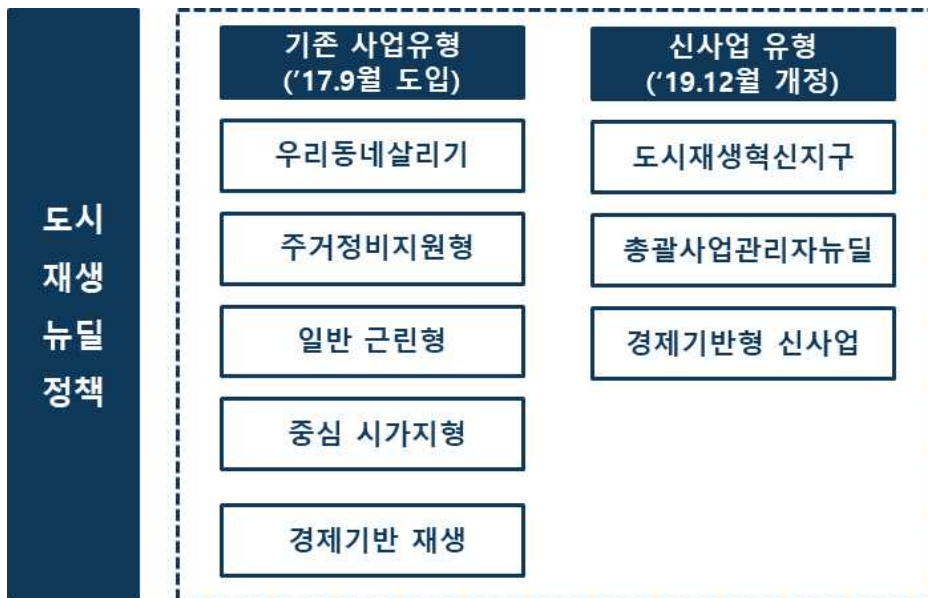 도시
재생
뉴딜
정책
기존 사업유형
('17.9월 도입)
우리동네살리기
주거정비지원형
일반 근린형
중심 시가지형
경제기반 재생
신사업 유형
('19.12월 개정)
도시재생혁신지구
총괄사업관리자뉴딜
경제기반형 신사업